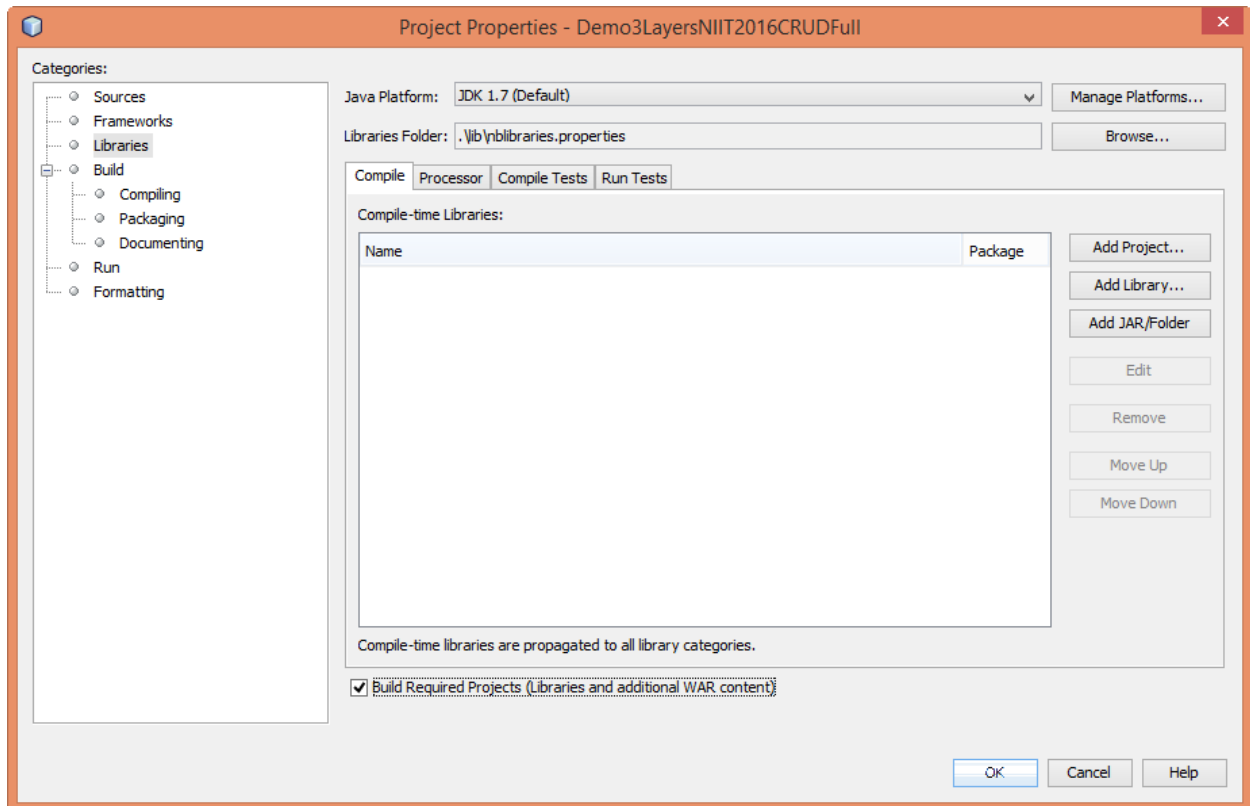 Project Properties - Demo3LayersNIIT2016CRUDFull
Categories:
Sources
Frameworks
Libraries
Build
Compiling
Packaging
Documenting
Run
Formatting
Java Platform: JDK 1.7 (Default) Manage Platforms...
Libraries Folder: .\lib\nblibraries.properties Browse...
Compile Processor Compile Tests Run Tests
Compile-time Libraries:
Name Package
Add Project...
Add Library...
Add JAR/Folder
Edit
Remove
Move Up
Move Down
Compile-time libraries are propagated to all library categories.
Build Required Projects (Libraries and additional WAR content)
OK Cancel Help